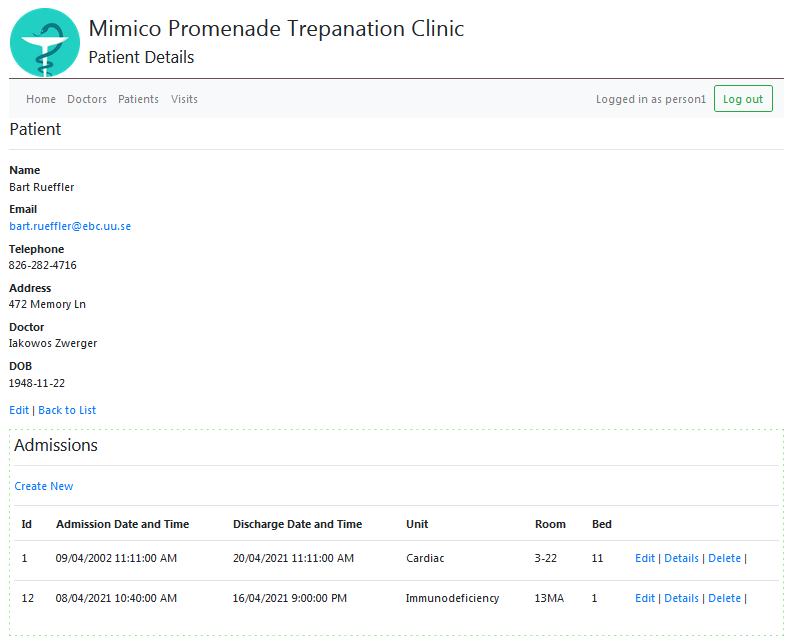 Mimico Promenade Trepanation Clinic
Patient Details
Home Doctors Patients Visits Logged in as person1 Log out
Patient
Name
Bart Rueffler
Email
bart.rueffler@ebc.uu.se
Telephone
826-282-4716
Address
472 Memory Ln
Doctor
Iakowos Zwerger
DOB
1948-11-22
Edit | Back to List
Admissions
Create New
Id Admission Date and Time Discharge Date and Time Unit Room Bed
1 09/04/2002 11:11:00 AM 20/04/2021 11:11:00 AM Cardiac 3-22 11 Edit | Details | Delete |
12 08/04/2021 10:40:00 AM 16/04/2021 9:00:00 PM Immunodeficiency 13MA 1 Edit | Details | Delete |